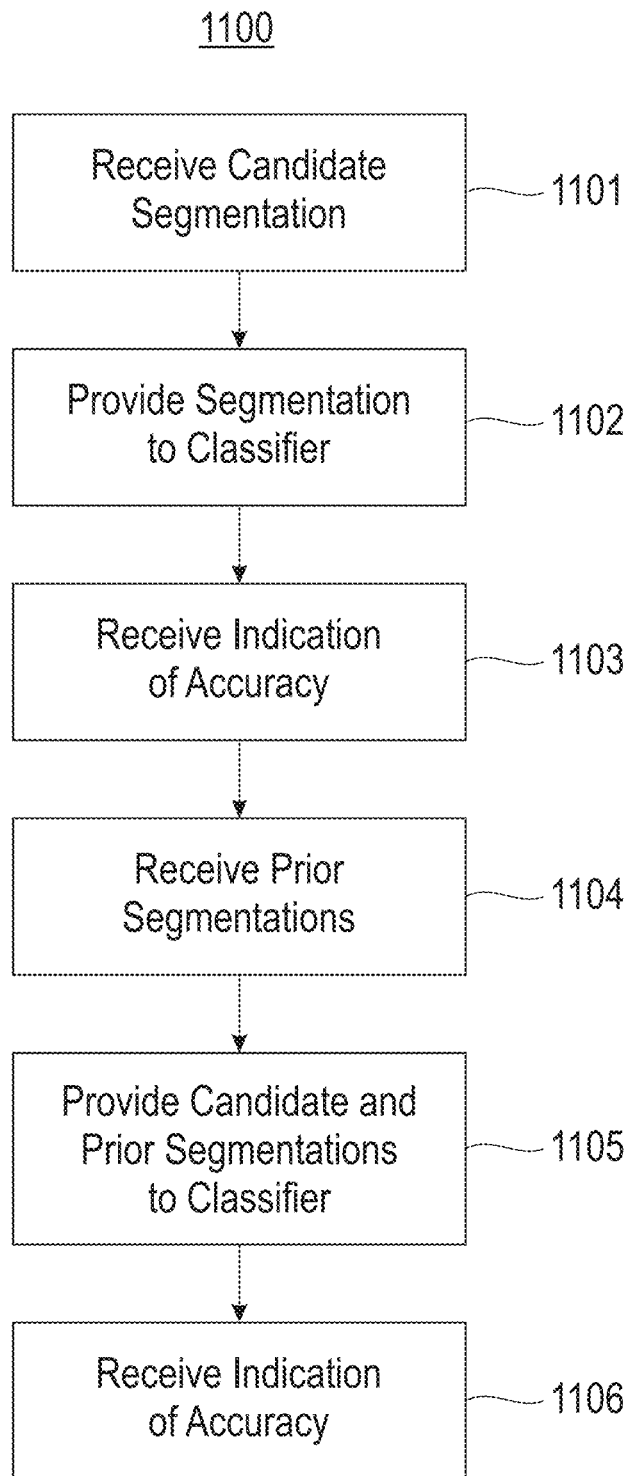 1100
Receive Candidate
Segmentation
1101
Provide Segmentation
to Classifier
1102
Receive Indication
of Accuracy
1103
Receive Prior
Segmentations
1104
Provide Candidate and
Prior Segmentations
to Classifier
1105
Receive Indication
of Accuracy
1106